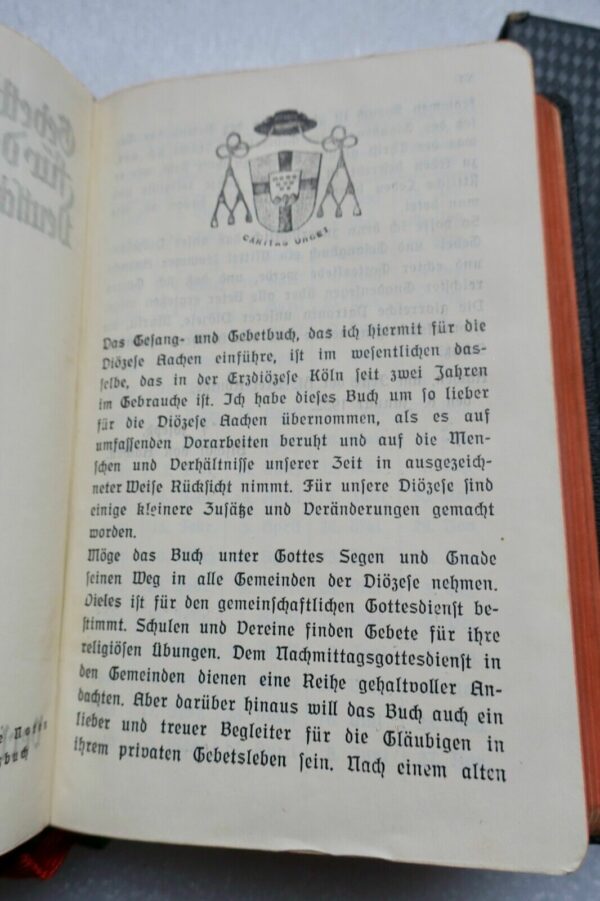 CARITAS URGET
Das Gesang- und Gebetbuch, das ich hiermit für die
Diözese Aachen einführe, ist im wesentlichen das-
selbe, das in der Erzdiözese Köln seit zwei Jahren
im Gebrauche ist. Ich habe dieses Buch um so lieber
für die Diözese Aachen übernommen, als es auf
umfassenden Vorarbeiten beruht und auf die Men-
schen und Verhältnisse unserer Zeit in ausgezeich-
neter Weise Rücksicht nimmt. Für unsere Diözese sind
einige kleinere Zusätze und Veränderungen gemacht
worden.
Möge das Buch unter Gottes Segen und Gnade
seinen Weg in alle Gemeinden der Diözese nehmen.
Vieles ist für den gemeinschaftlichen Gottesdienst be-
stimmt. Schulen und Vereine finden Gebete für ihre
religiösen Übungen. Dem Nachmittagsgottesdienst in
den Gemeinden dienen eine Reihe gehaltvoller An-
dachten. Aber darüber hinaus will das Buch auch ein
lieber und treuer Begleiter für die Gläubigen in
ihrem privaten Gebetsleben sein. Nach einem alten